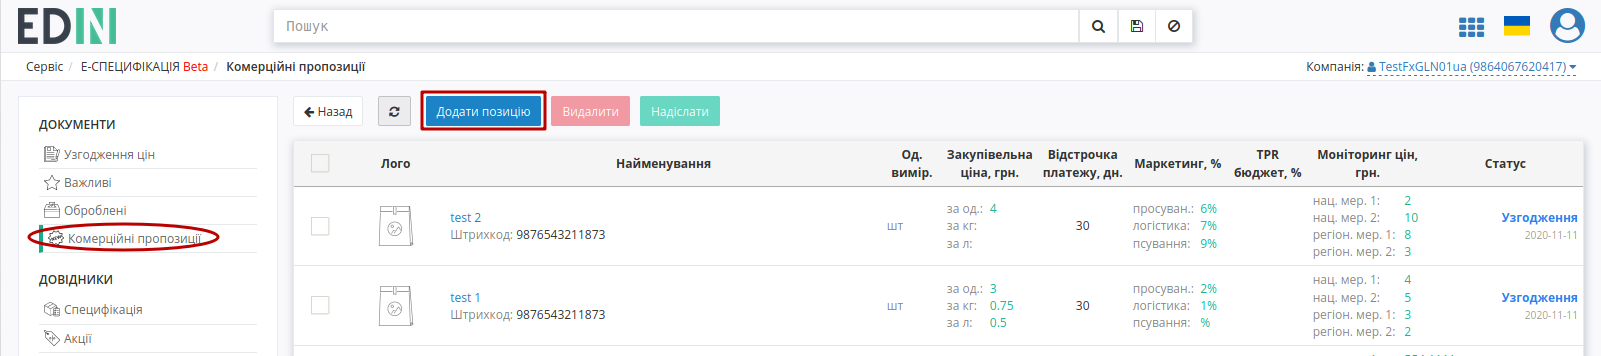 EDIN
Пошук
Сервіс / Е-СПЕЦИФІКАЦІЯ Beta / Комерційні пропозиції
Компанія: TestFxGLN01ua (9864067620417)
ДОКУМЕНТИ
Узгодження цін
Важливі
Оброблені
Комерційні пропозиції
ДОВІДНИКИ
Специфікація
Акції
Назад Додати позицію Видалити Надіслати
Лого Найменування Од. вимір. Закупівельна ціна, грн. Відстрочка платежу, дн. Маркетинг, % TPR бюджет, % Моніторинг цін, грн. Статус
test 2
Штрихкод: 9876543211873
шт
за од.: 4
за кг:
за л:
30
просуван.: 6%
логістика: 7%
псування: 9%
нац. мер. 1: 2
нац. мер. 2: 10
регіон. мер. 1: 8
регіон. мер. 2: 3
Узгодження
2020-11-11
test 1
Штрихкод: 9876543211873
шт
за од.: 3
за кг: 0.75
за л: 0.5
30
просуван.: 2%
логістика: 1%
псування: %
нац. мер. 1: 4
нац. мер. 2: 5
регіон. мер. 1: 3
регіон. мер. 2: 2
Узгодження
2020-11-11